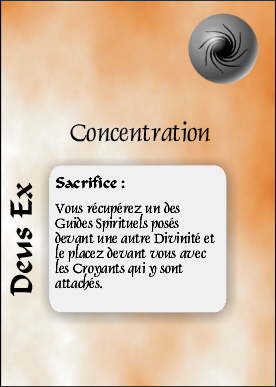 Concentration
Deus Ex
Sacrifice :
Vous récupérez un des
Guides Spirituels posés
devant une autre Divinité et
le placez devant vous avec
les Croyants qui y sont
attachés.